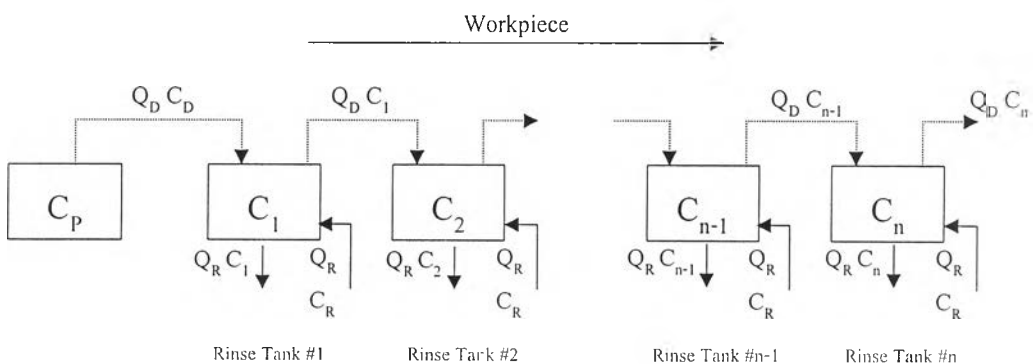 Workpiece
Q_D C_D
Q_D C_1
Q_D C_{n-1}
Q_D C_n
C_P
C_1
C_2
C_{n-1}
C_n
Q_R C_1
Q_R
Q_R C_2
Q_R
Q_R C_{n-1}
Q_R
Q_R C_n
Q_R
C_R
C_R
C_R
C_R
Rinse Tank #1
Rinse Tank #2
Rinse Tank #n-1
Rinse Tank #n